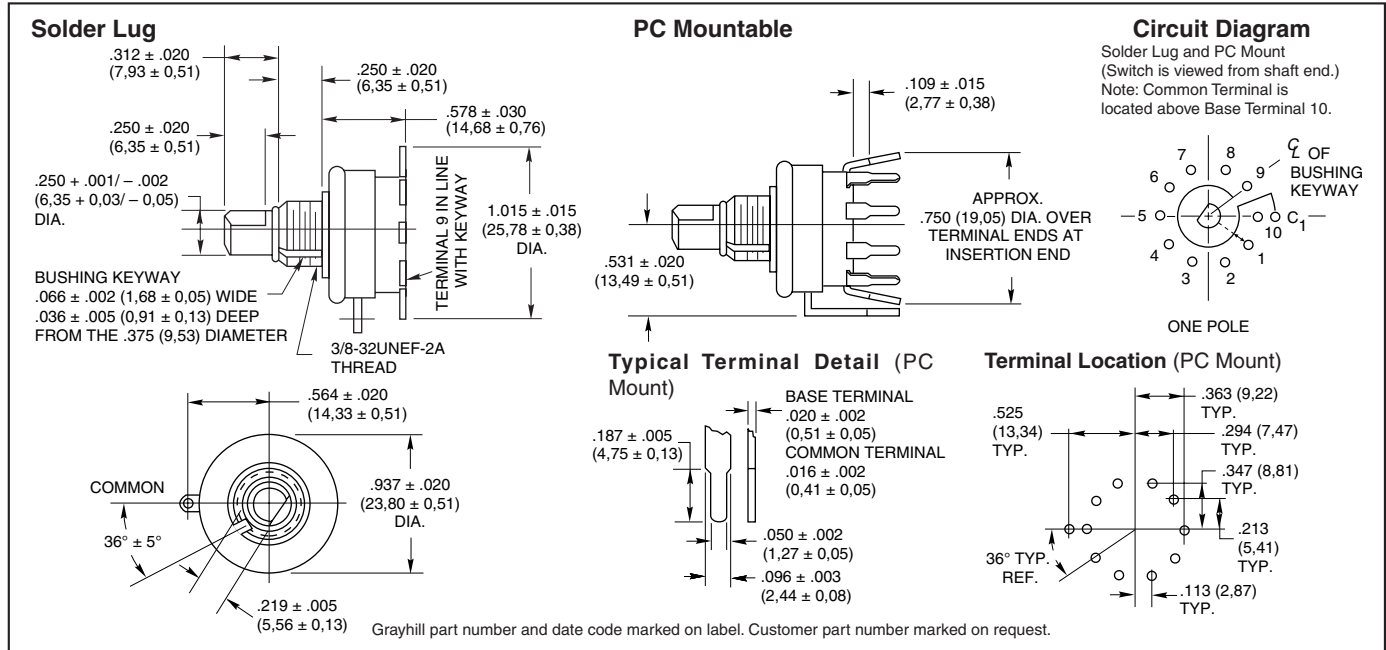 Solder Lug
.312 ± .020
(7,93 ± 0,51)
.250 ± .020
(6,35 ± 0,51)
.578 ± .030
(14,68 ± 0,76)
.250 ± .020
(6,35 ± 0,51)
.250 + .001/ – .002
(6,35 + 0,03/ – 0,05)
DIA.
1.015 ± .015
(25,78 ± 0,38)
DIA.
TERMINAL 9 IN LINE
WITH KEYWAY
BUSHING KEYWAY
.066 ± .002 (1,68 ± 0,05) WIDE
.036 ± .005 (0,91 ± 0,13) DEEP
FROM THE .375 (9,53) DIAMETER
3/8-32UNEF-2A
THREAD
.564 ± .020
(14,33 ± 0,51)
COMMON
.937 ± .020
(23,80 ± 0,51)
DIA.
36° ± 5°
.219 ± .005
(5,56 ± 0,13)
PC Mountable
.109 ± .015
(2,77 ± 0,38)
APPROX.
.750 (19,05) DIA. OVER
TERMINAL ENDS AT
INSERTION END
.531 ± .020
(13,49 ± 0,51)
Typical Terminal Detail (PC
Mount)
BASE TERMINAL
.020 ± .002
(0,51 ± 0,05)
COMMON TERMINAL
.016 ± .002
(0,41 ± 0,05)
.187 ± .005
(4,75 ± 0,13)
.050 ± .002
(1,27 ± 0,05)
.096 ± .003
(2,44 ± 0,08)
Circuit Diagram
Solder Lug and PC Mount
(Switch is viewed from shaft end.)
Note: Common Terminal is
located above Base Terminal 10.
7 8
6 9
5 10 C1
4 1
3 2
℄ OF
BUSHING
KEYWAY
ONE POLE
Terminal Location (PC Mount)
.363 (9,22)
TYP.
.525
(13,34)
TYP.
.294 (7,47)
TYP.
.347 (8,81)
TYP.
.213
(5,41)
TYP.
36° TYP.
REF.
.113 (2,87)
TYP.
Grayhill part number and date code marked on label. Customer part number marked on request.